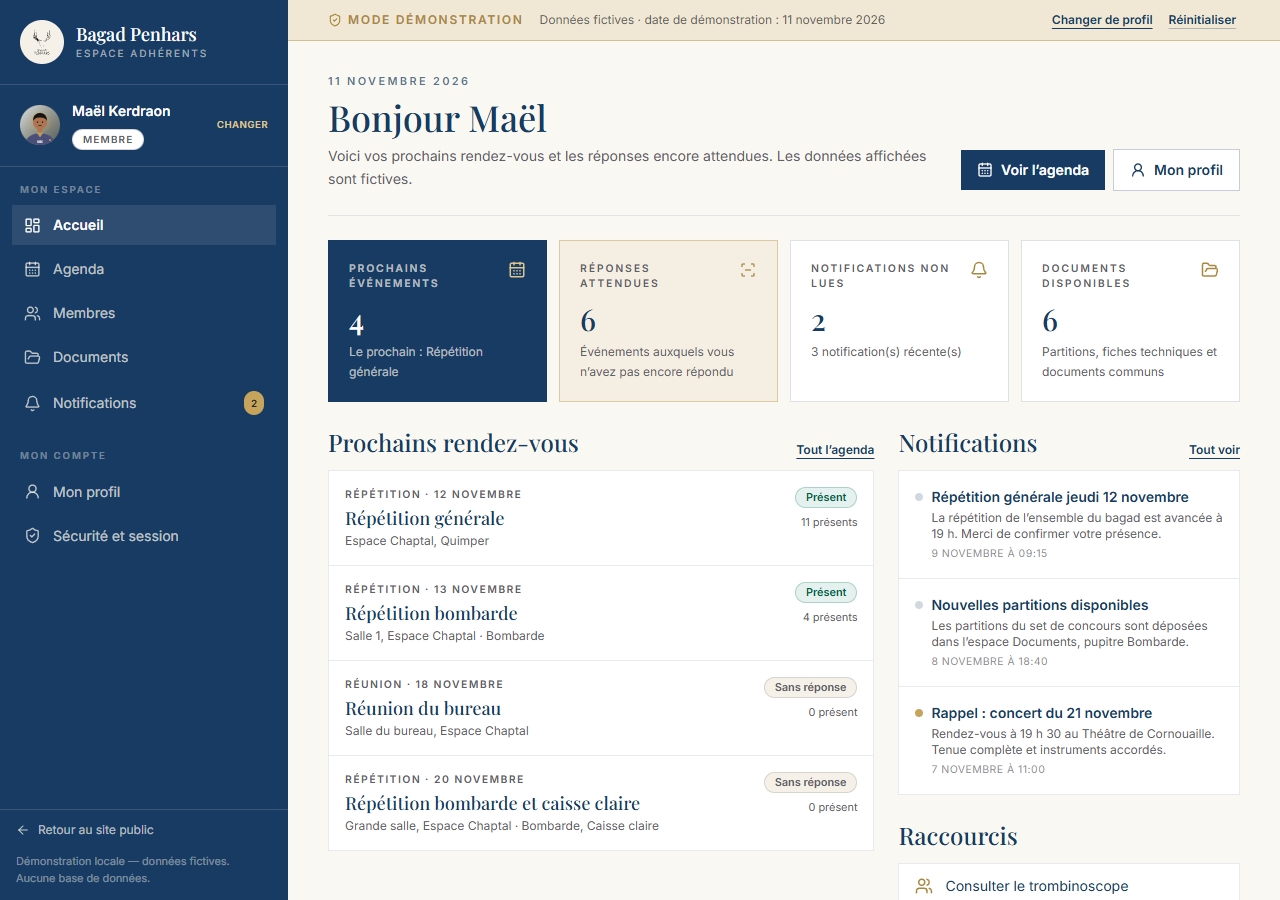 Bagad Penhars
ESPACE ADHÉRENTS
Maël Kerdraon
MEMBRE
CHANGER
MON ESPACE
Accueil
Agenda
Membres
Documents
Notifications
2
MON COMPTE
Mon profil
Sécurité et session
Retour au site public
Démonstration locale — données fictives.
Aucune base de données.
MODE DÉMONSTRATION Données fictives · date de démonstration : 11 novembre 2026
Changer de profil
Réinitialiser
11 NOVEMBRE 2026
Bonjour Maël
Voici vos prochains rendez-vous et les réponses encore attendues. Les données affichées
sont fictives.
Voir l’agenda
Mon profil
PROCHAINS
ÉVÉNEMENTS
4
Le prochain : Répétition
générale
RÉPONSES
ATTENDUES
6
Événements auxquels vous
n’avez pas encore répondu
NOTIFICATIONS NON
LUES
2
3 notification(s) récente(s)
DOCUMENTS
DISPONIBLES
6
Partitions, fiches techniques et
documents communs
Prochains rendez-vous
Tout l’agenda
RÉPÉTITION · 12 NOVEMBRE
Répétition générale
Espace Chaptal, Quimper
Présent
11 présents
RÉPÉTITION · 13 NOVEMBRE
Répétition bombarde
Salle 1, Espace Chaptal · Bombarde
Présent
4 présents
RÉUNION · 18 NOVEMBRE
Réunion du bureau
Salle du bureau, Espace Chaptal
Sans réponse
0 présent
RÉPÉTITION · 20 NOVEMBRE
Répétition bombarde et caisse claire
Grande salle, Espace Chaptal · Bombarde, Caisse claire
Sans réponse
0 présent
Notifications
Tout voir
Répétition générale jeudi 12 novembre
La répétition de l’ensemble du bagad est avancée à
19 h. Merci de confirmer votre présence.
9 NOVEMBRE À 09:15
Nouvelles partitions disponibles
Les partitions du set de concours sont déposées
dans l’espace Documents, pupitre Bombarde.
8 NOVEMBRE À 18:40
Rappel : concert du 21 novembre
Rendez-vous à 19 h 30 au Théâtre de Cornouaille.
Tenue complète et instruments accordés.
7 NOVEMBRE À 11:00
Raccourcis
Consulter le trombinoscope